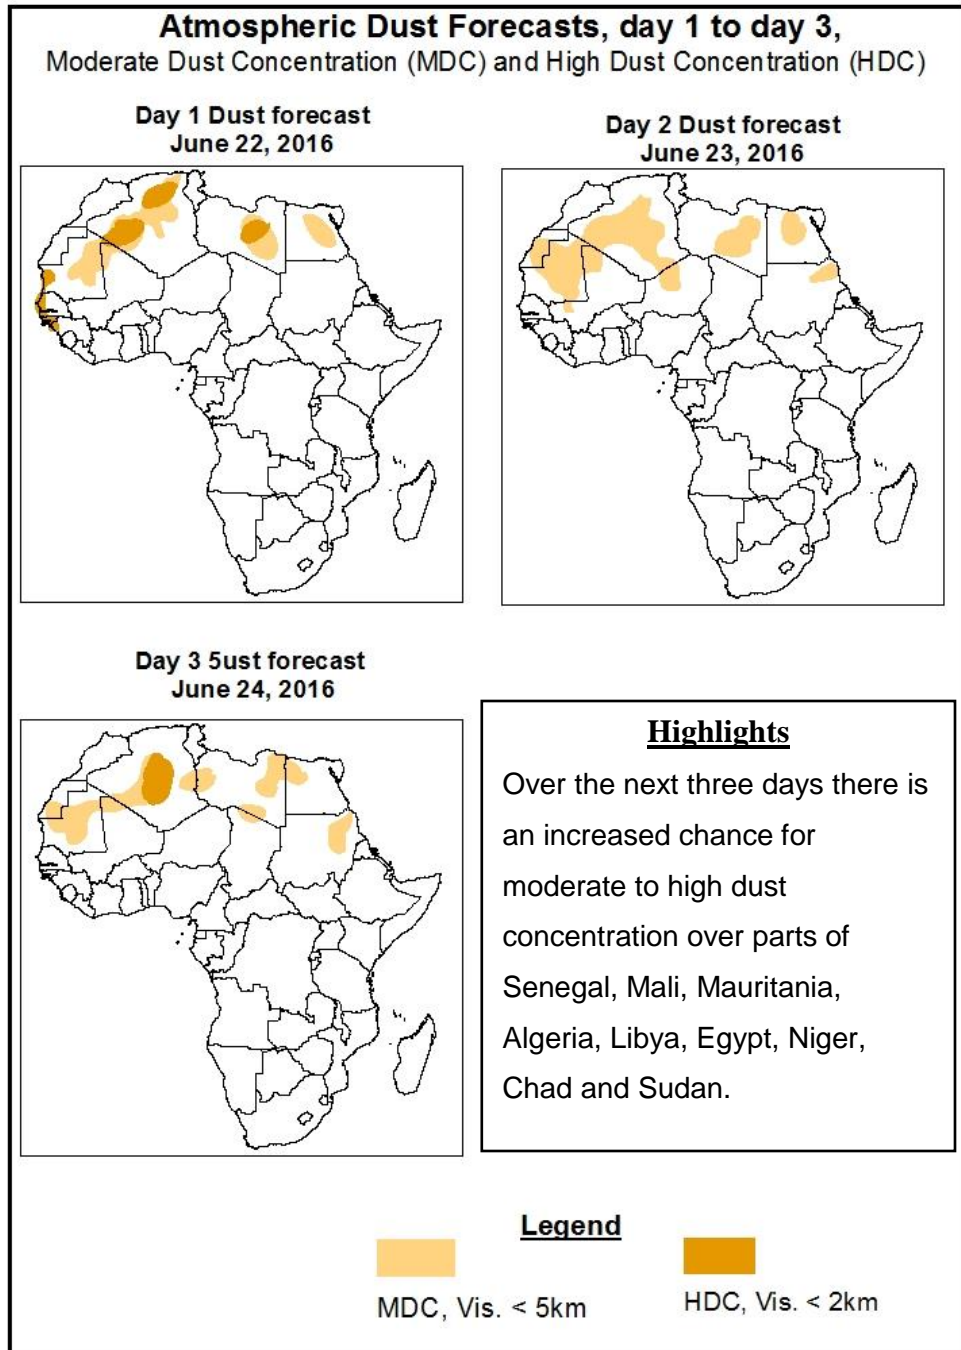 Atmospheric Dust Forecasts, day 1 to day 3,
Moderate Dust Concentration (MDC) and High Dust Concentration (HDC)
Day 1 Dust forecast
June 22, 2016
Day 2 Dust forecast
June 23, 2016
Day 3 5ust forecast
June 24, 2016
Highlights
Over the next three days there is
an increased chance for
moderate to high dust
concentration over parts of
Senegal, Mali, Mauritania,
Algeria, Libya, Egypt, Niger,
Chad and Sudan.
Legend
MDC, Vis. < 5km
HDC, Vis. < 2km